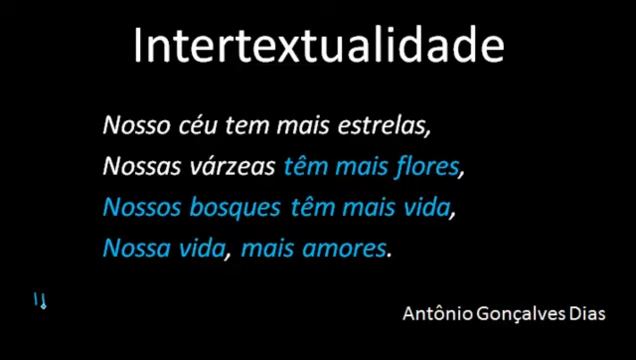 Intertextualidade
Nosso céu tem mais estrelas,
Nossas várzeas têm mais flores,
Nossos bosques têm mais vida,
Nossa vida, mais amores.
Antônio Gonçalves Dias